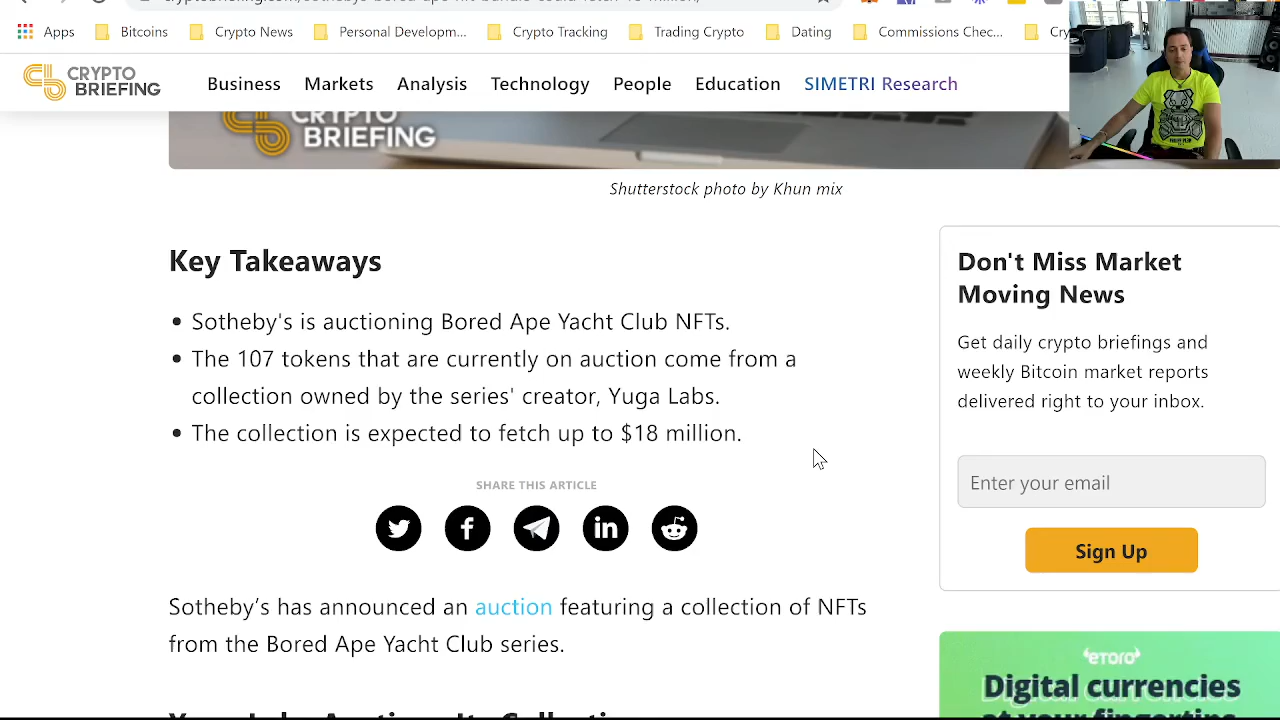 Apps Bitcoins Crypto News Personal Developm... Crypto Tracking Trading Crypto Dating Commissions Chec...
CRYPTO
BRIEFING
Business Markets Analysis Technology People Education SIMETRI Research
CRYPTO
BRIEFING
Shutterstock photo by Khun mix
Key Takeaways
• Sotheby's is auctioning Bored Ape Yacht Club NFTs.
• The 107 tokens that are currently on auction come from a
collection owned by the series' creator, Yuga Labs.
• The collection is expected to fetch up to $18 million.
SHARE THIS ARTICLE
Sotheby’s has announced an auction featuring a collection of NFTs
from the Bored Ape Yacht Club series.
Don't Miss Market
Moving News
Get daily crypto briefings and
weekly Bitcoin market reports
delivered right to your inbox.
Enter your email
Sign Up
eToro
Digital currencies
at your fingertips